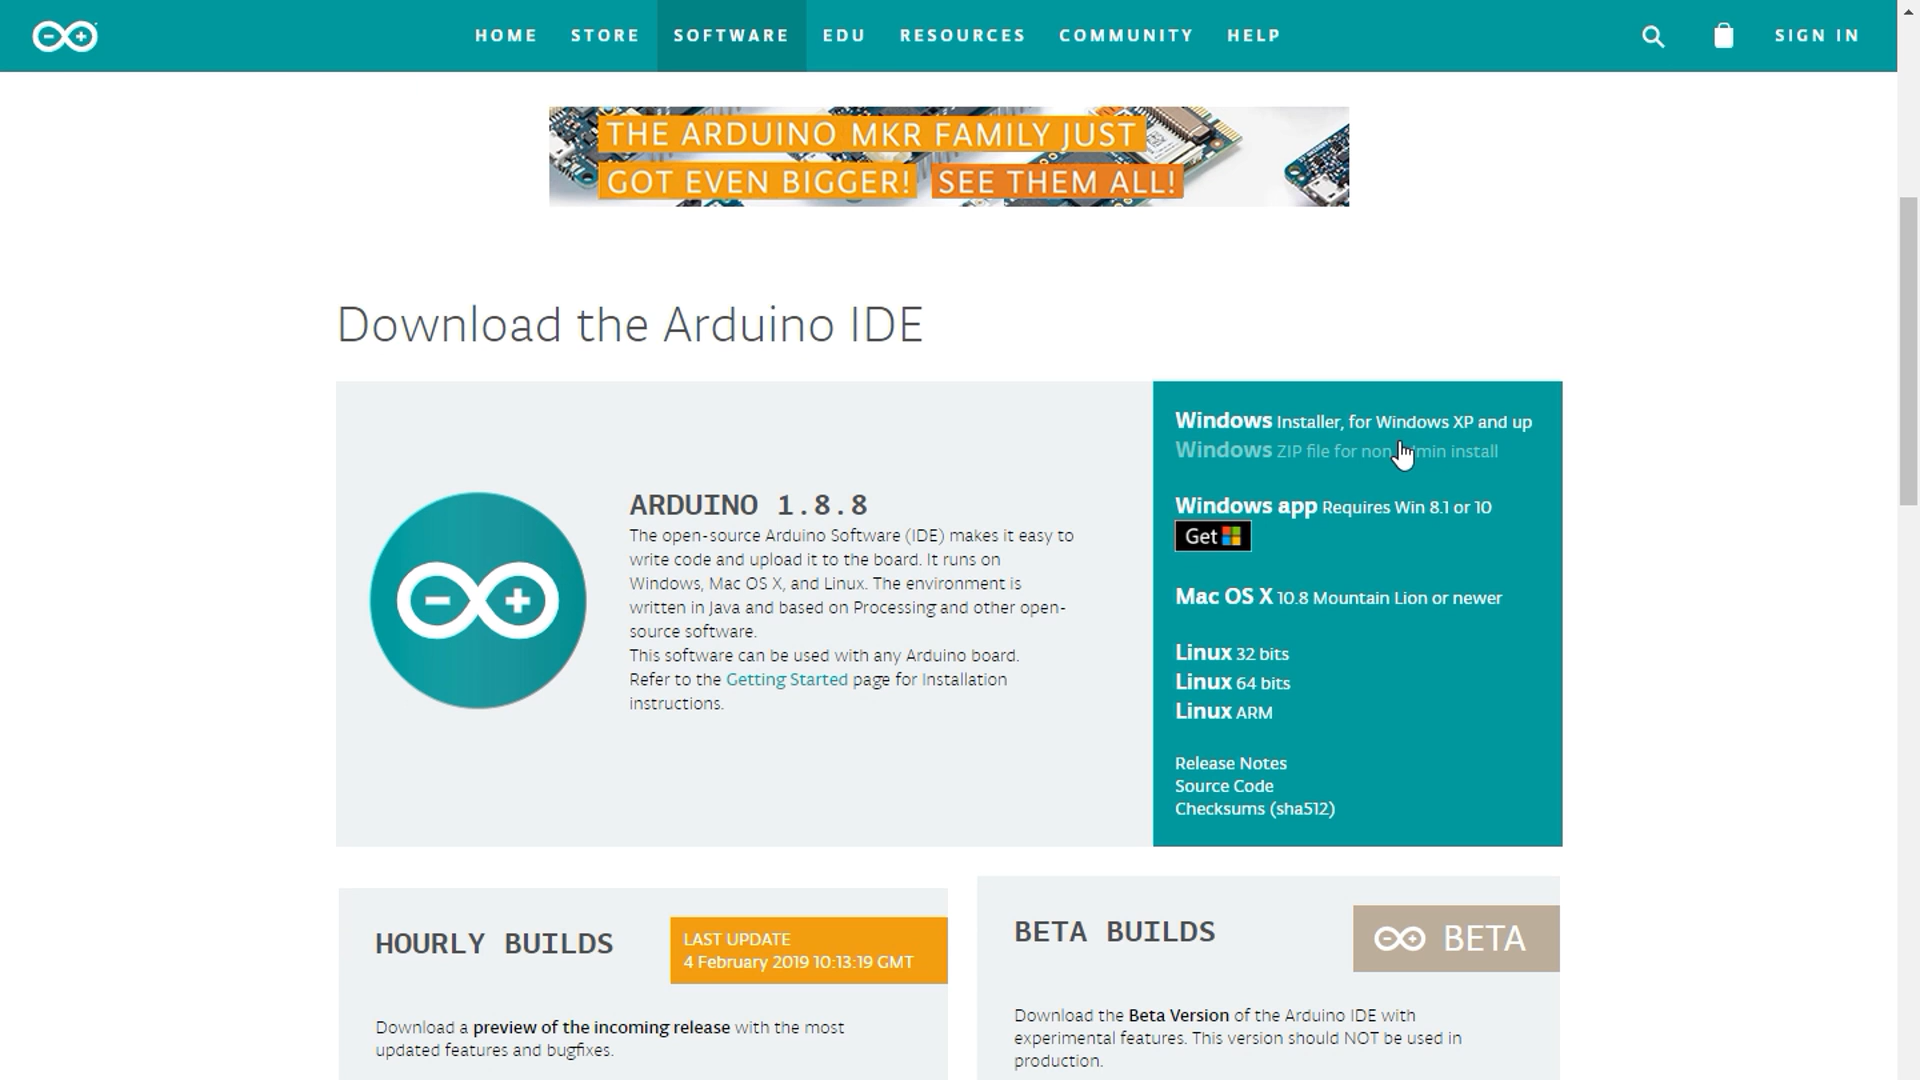 HOME STORE SOFTWARE EDU RESOURCES COMMUNITY HELP SIGN IN
THE ARDUINO MKR FAMILY JUST
GOT EVEN BIGGER! SEE THEM ALL!
Download the Arduino IDE
ARDUINO 1.8.8
The open-source Arduino Software (IDE) makes it easy to
write code and upload it to the board. It runs on
Windows, Mac OS X, and Linux. The environment is
written in Java and based on Processing and other open-
source software.
This software can be used with any Arduino board.
Refer to the Getting Started page for Installation
instructions.
Windows Installer, for Windows XP and up
Windows ZIP file for non min install
Windows app Requires Win 8.1 or 10
Get
Mac OS X 10.8 Mountain Lion or newer
Linux 32 bits
Linux 64 bits
Linux ARM
Release Notes
Source Code
Checksums (sha512)
HOURLY BUILDS
LAST UPDATE
4 February 2019 10:13:19 GMT
Download a preview of the incoming release with the most
updated features and bugfixes.
BETA BUILDS
BETA
Download the Beta Version of the Arduino IDE with
experimental features. This version should NOT be used in
production.